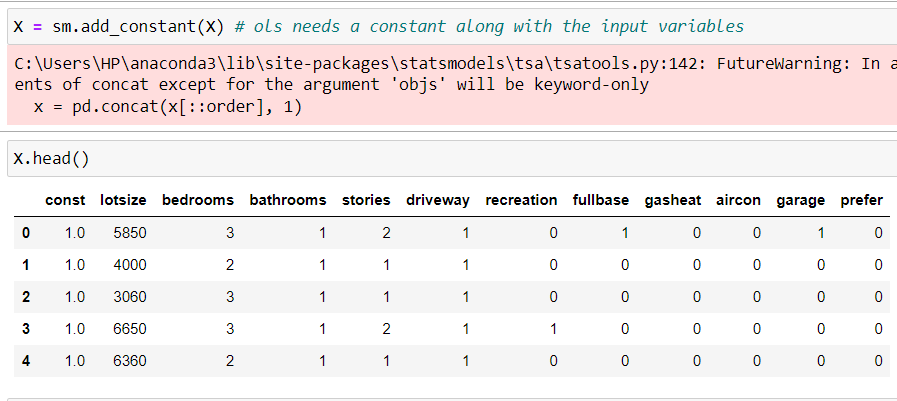 X = sm.add_constant(X) # ols needs a constant along with the input variables
C:\Users\HP\anaconda3\lib\site-packages\statsmodels\tsa\tsatools.py:142: FutureWarning: In a
ents of concat except for the argument 'objs' will be keyword-only
x = pd.concat(x[::order], 1)
X.head()
const lotsize bedrooms bathrooms stories driveway recreation fullbase gasheat aircon garage prefer
0 1.0 5850 3 1 2 1 0 1 0 0 1 0
1 1.0 4000 2 1 1 1 0 0 0 0 0 0
2 1.0 3060 3 1 1 1 0 0 0 0 0 0
3 1.0 6650 3 1 2 1 1 0 0 0 0 0
4 1.0 6360 2 1 1 1 0 0 0 0 0 0